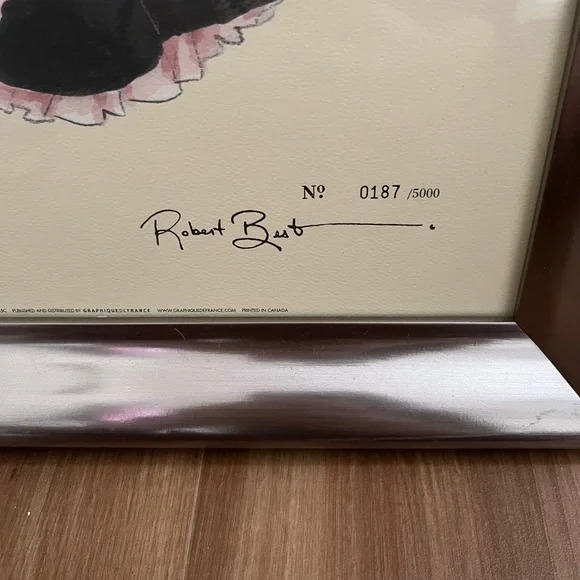 Nº 0187 /5000
Robert Best
PUBLISHED AND DISTRIBUTED BY GRAPHIQUEDEFRANCE WWW.GRAPHIQUEDEFRANCE.COM PRINTED IN CANADA